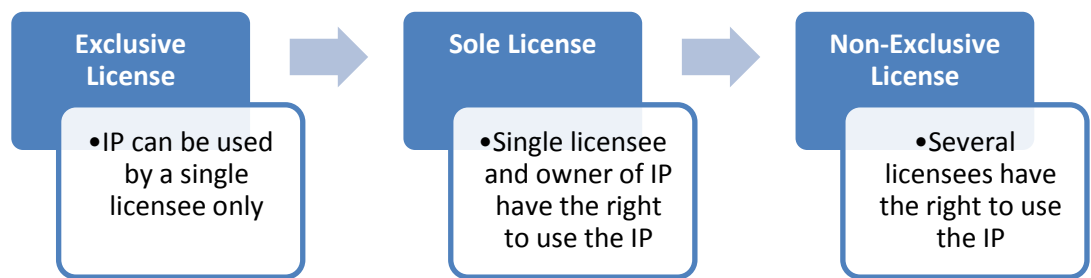 Exclusive
License
•IP can be used
by a single
licensee only
Sole License
•Single licensee
and owner of IP
have the right
to use the IP
Non-Exclusive
License
•Several
licensees have
the right to use
the IP